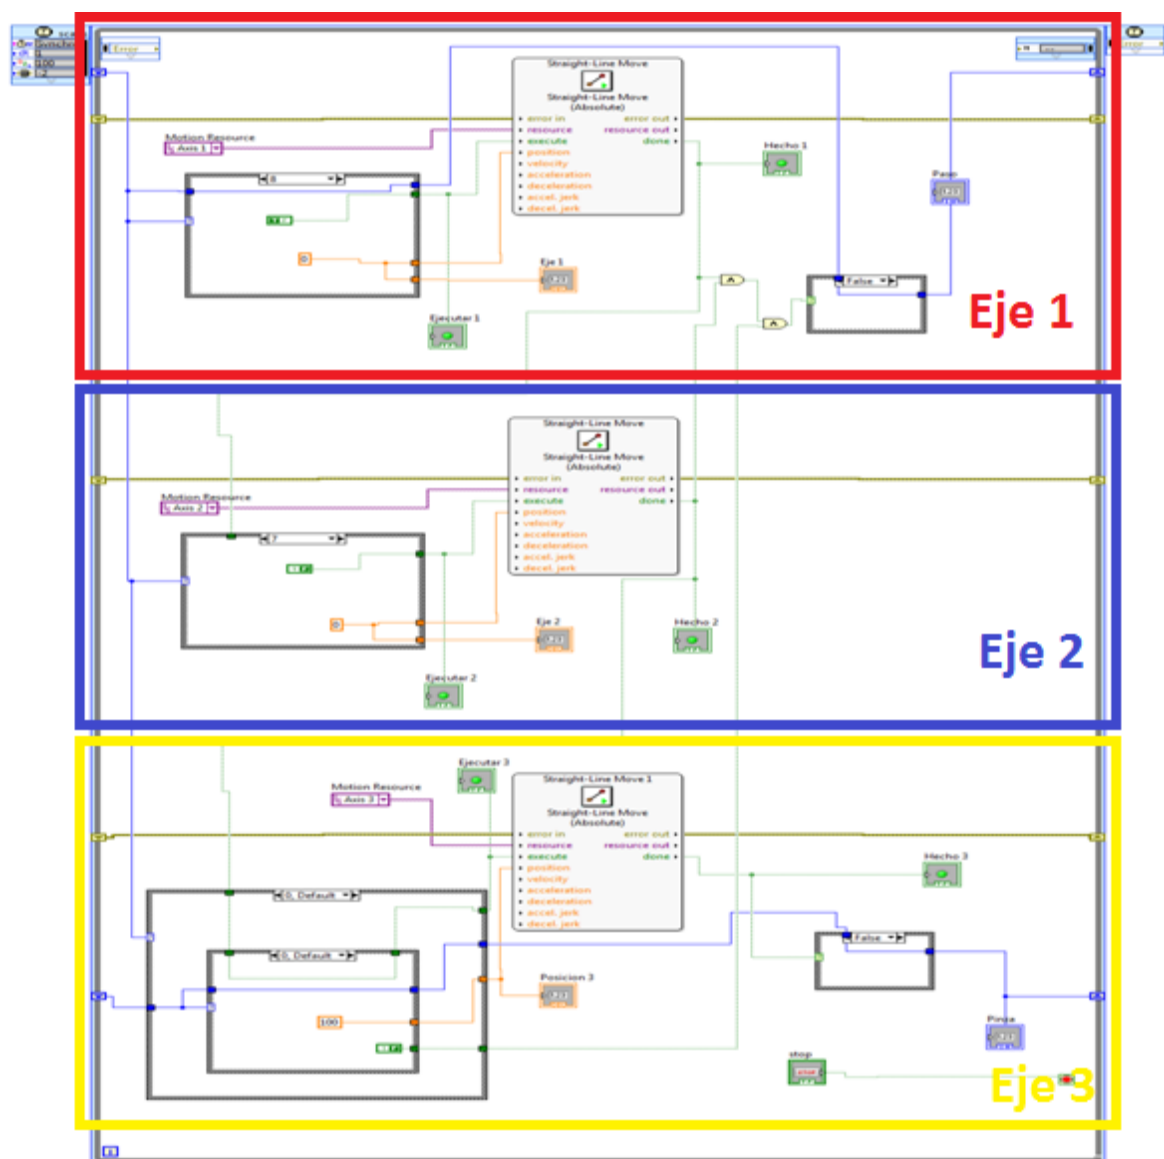 Error
Straight-Line Move
Straight-Line Move
(Absolute)
error in error out
resource resource out
execute done
position
velocity
acceleration
deceleration
accel. jerk
decel. jerk
Motion Resource
Axis 1
8
0
Eje 1
Ejecutar 1
Hecho 1
Paso
False
Eje 1
Straight-Line Move
Straight-Line Move
(Absolute)
error in error out
resource resource out
execute done
position
velocity
acceleration
deceleration
accel. jerk
decel. jerk
Motion Resource
Axis 2
7
0
Eje 2
Hecho 2
Ejecutar 2
Eje 2
Ejecutar 3
Straight-Line Move 1
Straight-Line Move
(Absolute)
error in error out
resource resource out
execute done
position
velocity
acceleration
deceleration
accel. jerk
decel. jerk
Motion Resource
Axis 3
Hecho 3
0, Default
0, Default
False
Posicion 3
100
Pinza
stop
Eje 3